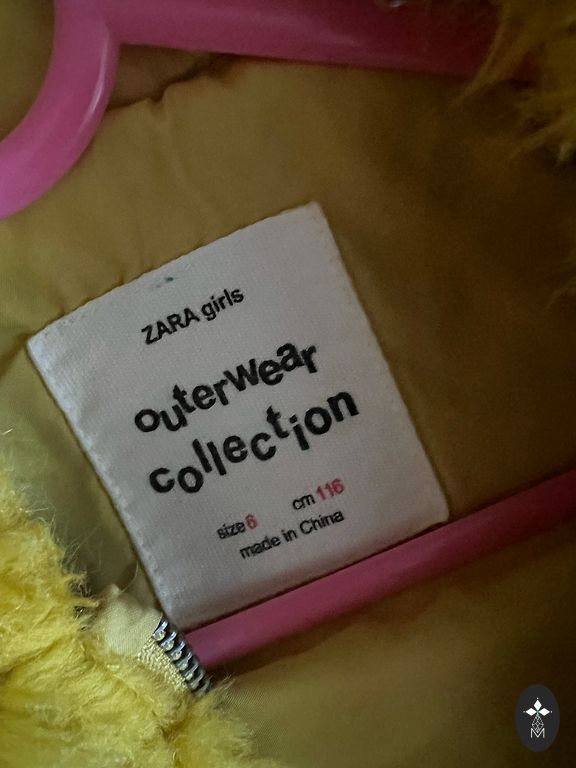 ZARA girls
outerwear
collection
size 6 cm 116
made in China
M